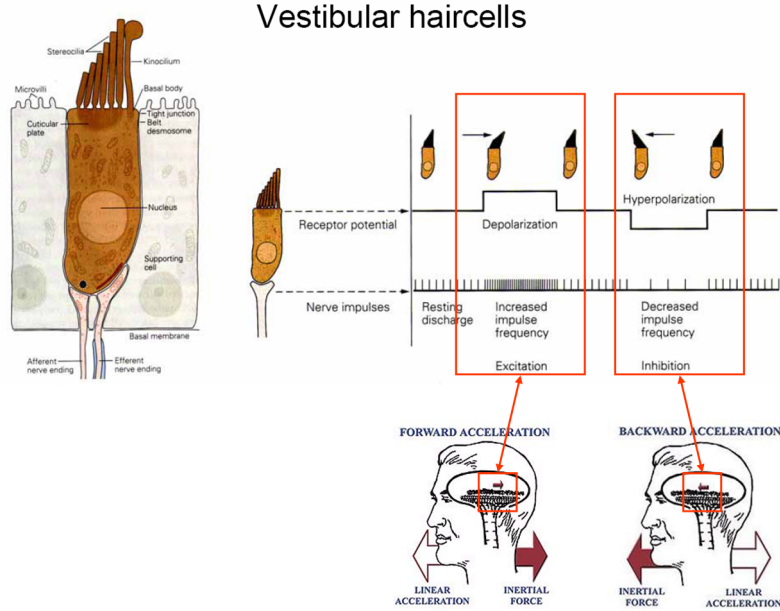 Vestibular haircells
Stereocilia
Kinocilium
Microvilli
Basal body
Tight junction
Belt
desmosome
Cuticular
plate
Nucleus
Supporting
cell
Basal membrane
Afferent
nerve ending
Efferent
nerve ending
Receptor potential
Depolarization
Hyperpolarization
Nerve impulses
Resting
discharge
Increased
impulse
frequency
Decreased
impulse
frequency
Excitation
Inhibition
FORWARD ACCELERATION
LINEAR
ACCELERATION
INERTIAL
FORCE
BACKWARD ACCELERATION
INERTIAL
FORCE
LINEAR
ACCELERATION